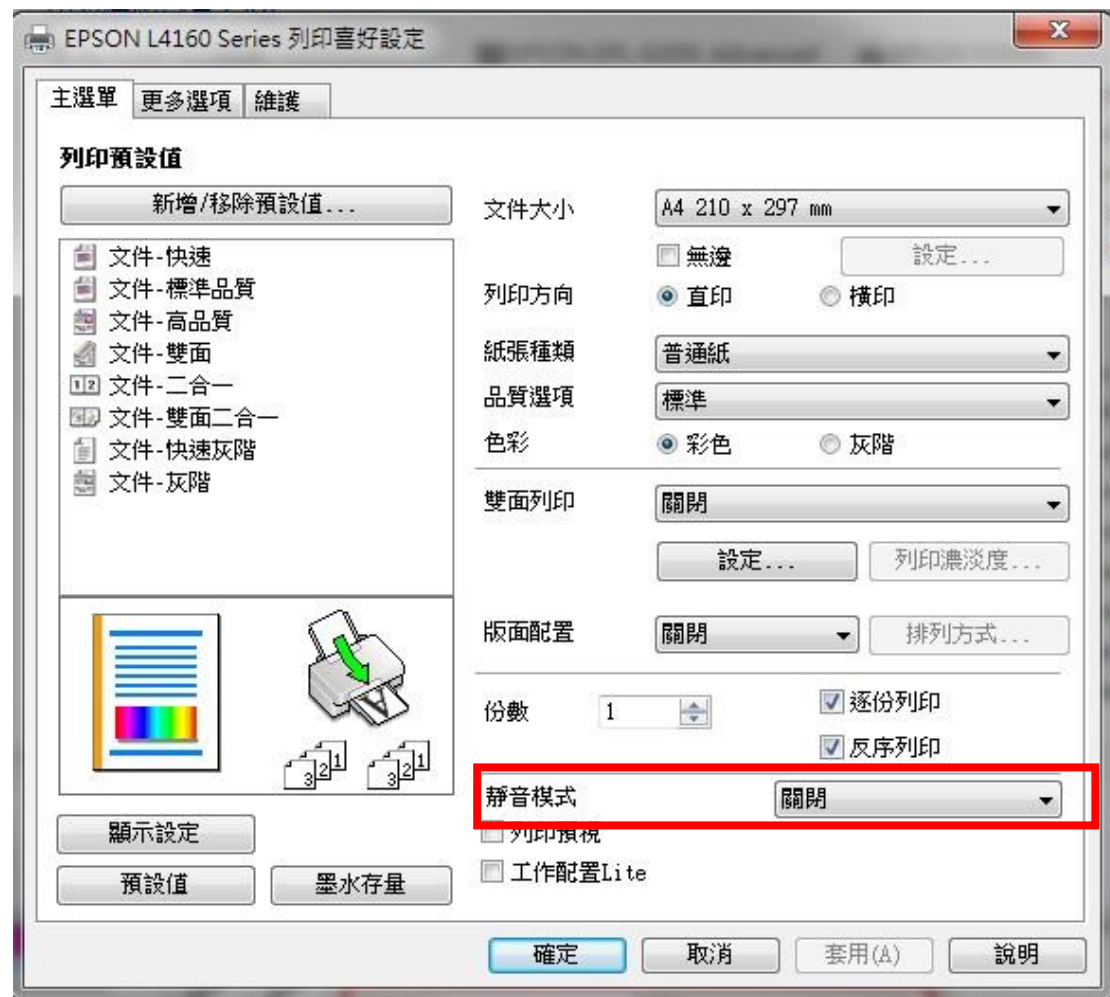 EPSON L4160 Series 列印喜好設定
主選單 更多選項 維護
列印預設值
新增/移除預設值...
文件-快速
文件-標準品質
文件-高品質
文件-雙面
文件-二合一
文件-雙面二合一
文件-快速灰階
文件-灰階
顯示設定
預設值 墨水存量
文件大小 A4 210 x 297 mm
無邊 設定...
列印方向 直印 橫印
紙張種類 普通紙
品質選項 標準
色彩 彩色 灰階
雙面列印 關閉
設定... 列印濃淡度...
版面配置 關閉 排列方式...
份數 1 逐份列印
反序列印
靜音模式 關閉
列印預視
工作配置Lite
確定 取消 套用(A) 說明